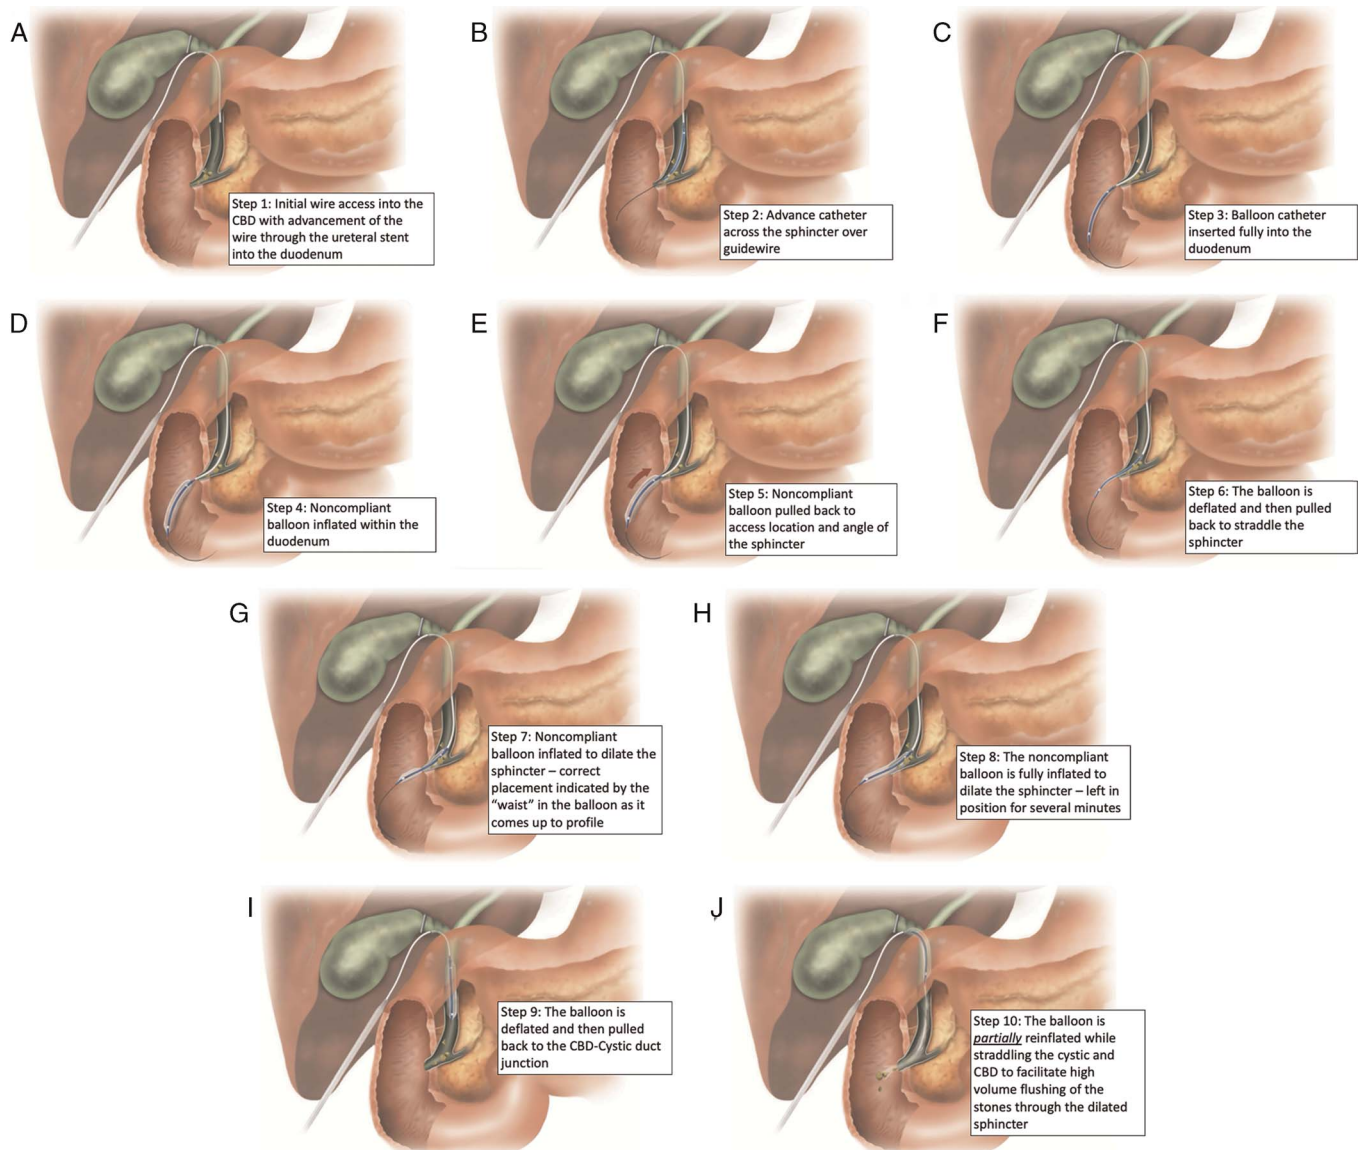 A
B
C
Step 1: Initial wire access into the
CBD with advancement of the
wire through the ureteral stent
into the duodenum
Step 2: Advance catheter
across the sphincter over
guidewire
Step 3: Balloon catheter
inserted fully into the
duodenum
D
E
F
Step 4: Noncompliant
balloon inflated within the
duodenum
Step 5: Noncompliant
balloon pulled back to
access location and angle of
the sphincter
Step 6: The balloon is
deflated and then pulled
back to straddle the
sphincter
G
H
Step 7: Noncompliant
balloon inflated to dilate the
sphincter – correct
placement indicated by the
“waist” in the balloon as it
comes up to profile
Step 8: The noncompliant
balloon is fully inflated to
dilate the sphincter – left in
position for several minutes
I
J
Step 9: The balloon is
deflated and then pulled
back to the CBD-Cystic duct
junction
Step 10: The balloon is
partially reinflated while
straddling the cystic and
CBD to facilitate high
volume flushing of the
stones through the dilated
sphincter